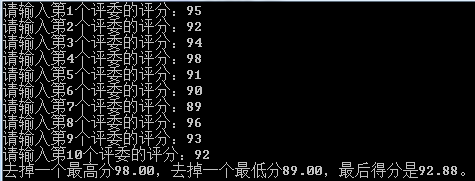 请输入第1个评委的评分：95
请输入第2个评委的评分：92
请输入第3个评委的评分：94
请输入第4个评委的评分：98
请输入第5个评委的评分：91
请输入第6个评委的评分：90
请输入第7个评委的评分：89
请输入第8个评委的评分：96
请输入第9个评委的评分：93
请输入第10个评委的评分：92
去掉一个最高分98.00，去掉一个最低分89.00，最后得分是92.88。